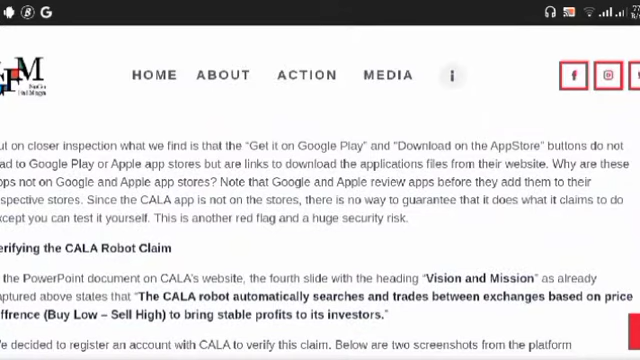 HOME ABOUT ACTION MEDIA i
ut on closer inspection what we find is that the “Get it on Google Play” and "Download on the AppStore” buttons do not
ad to Google Play or Apple app stores but are links to download the applications files from their website. Why are these
pps not on Google and Apple app stores? Note that Google and Apple review apps before they add them to their
spective stores. Since the CALA app is not on the stores, there is no way to guarantee that it does what it claims to do
xcept you can test it yourself. This is another red flag and a huge security risk.
erifying the CALA Robot Claim
the PowerPoint document on CALA’s website, the fourth slide with the heading “Vision and Mission” as already
aptured above states that “The CALA robot automatically searches and trades between exchanges based on price
iffrence (Buy Low – Sell High) to bring stable profits to its investors.”
e decided to register an account with CALA to verify this claim. Below are two screenshots from the platform